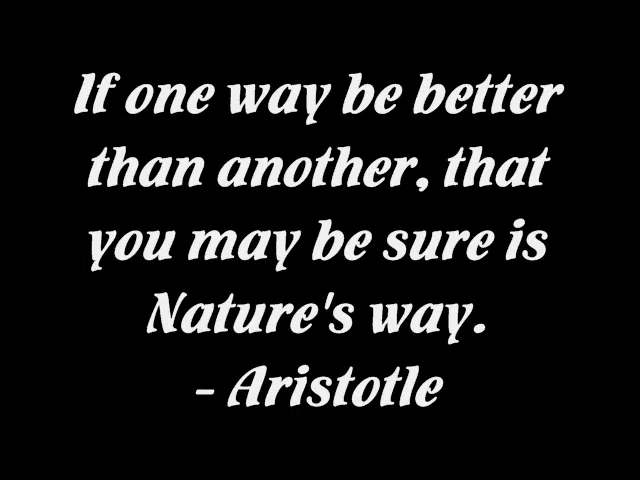 If one way be better
than another, that
you may be sure is
Nature's way.
- Aristotle